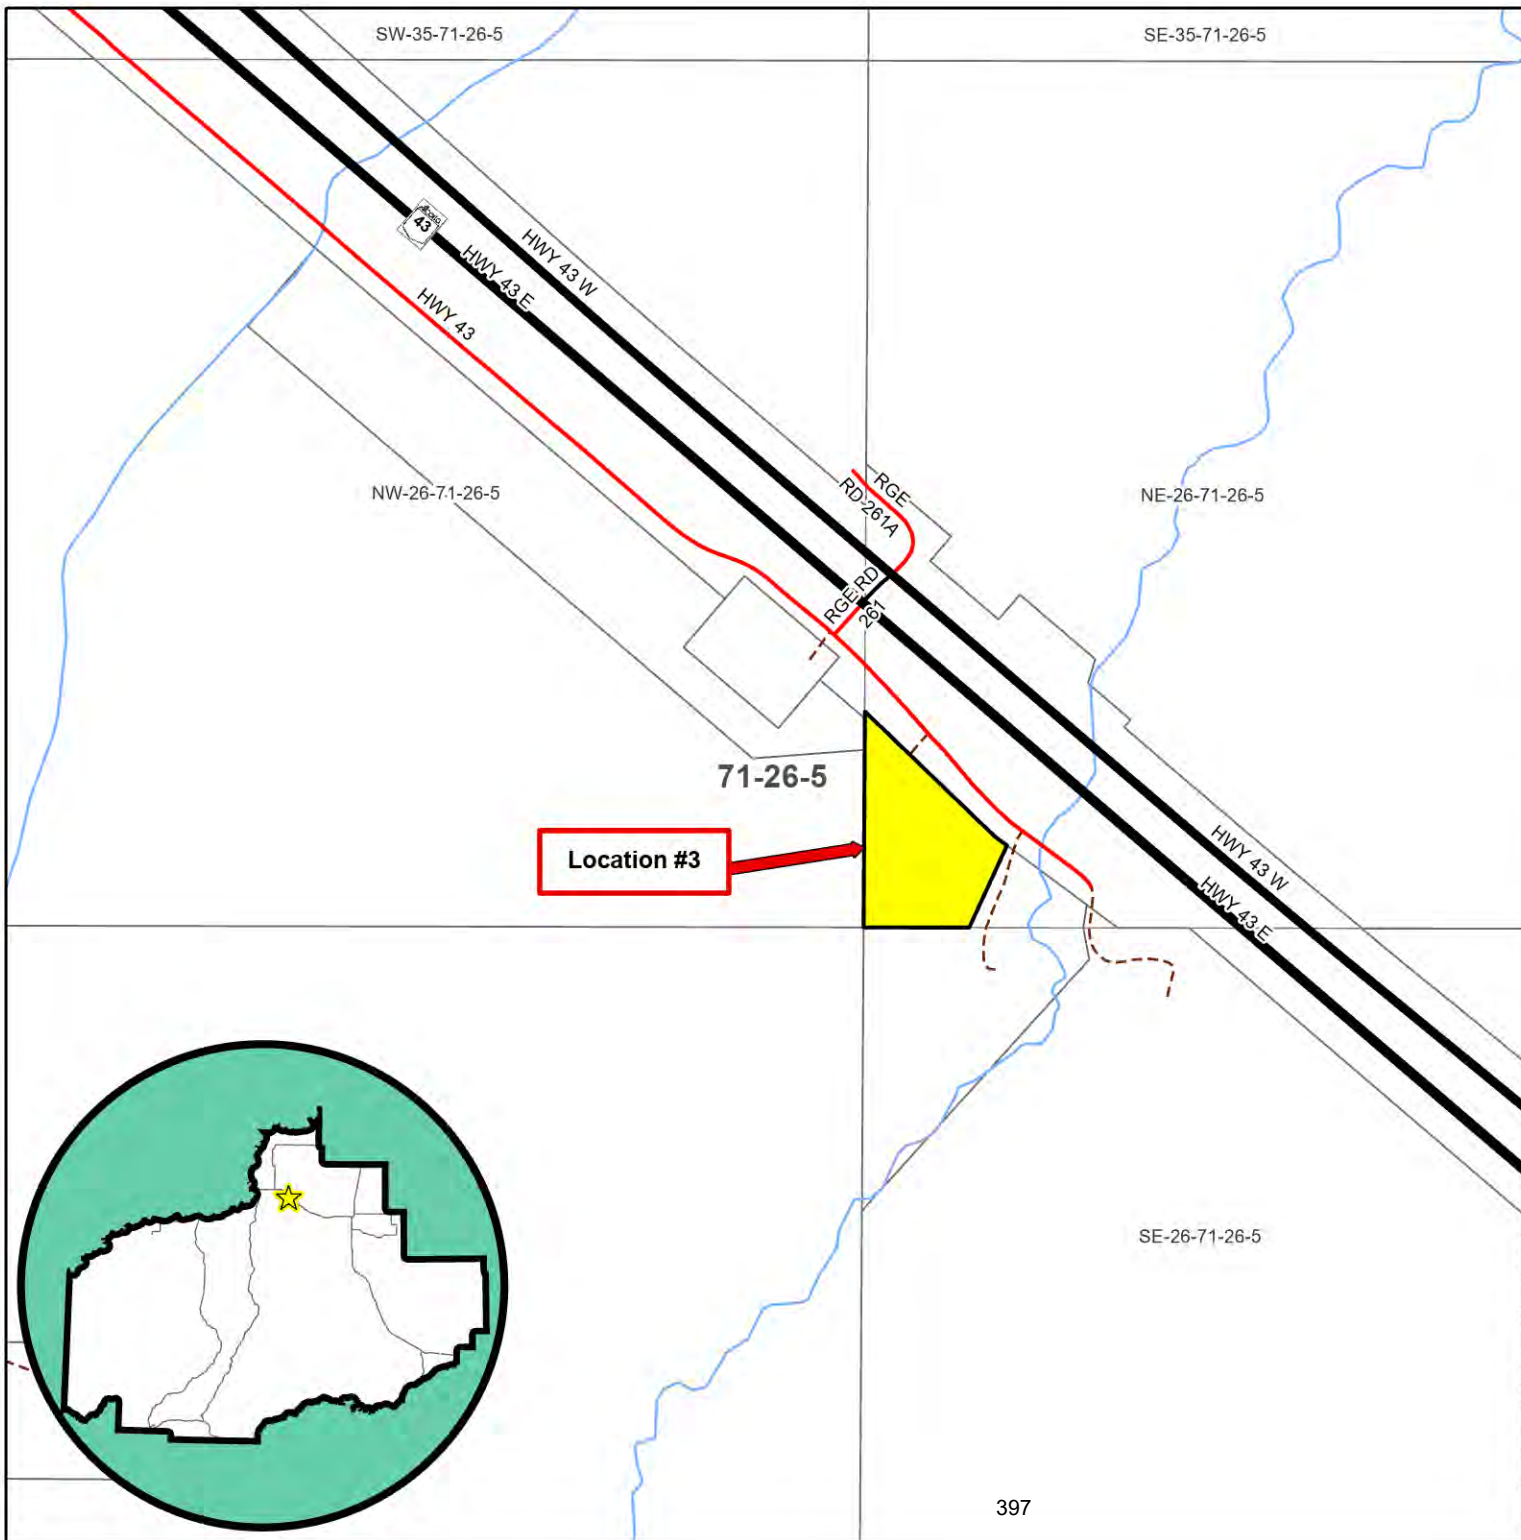 SW-35-71-26-5
SE-35-71-26-5
Alberta
43
HWY 43 W
HWY 43 E
HWY 43
RGE
RD-261A
NW-26-71-26-5
NE-26-71-26-5
RGE RD
261
71-26-5
Location #3
HWY 43 W
HWY 43 E
SE-26-71-26-5
397